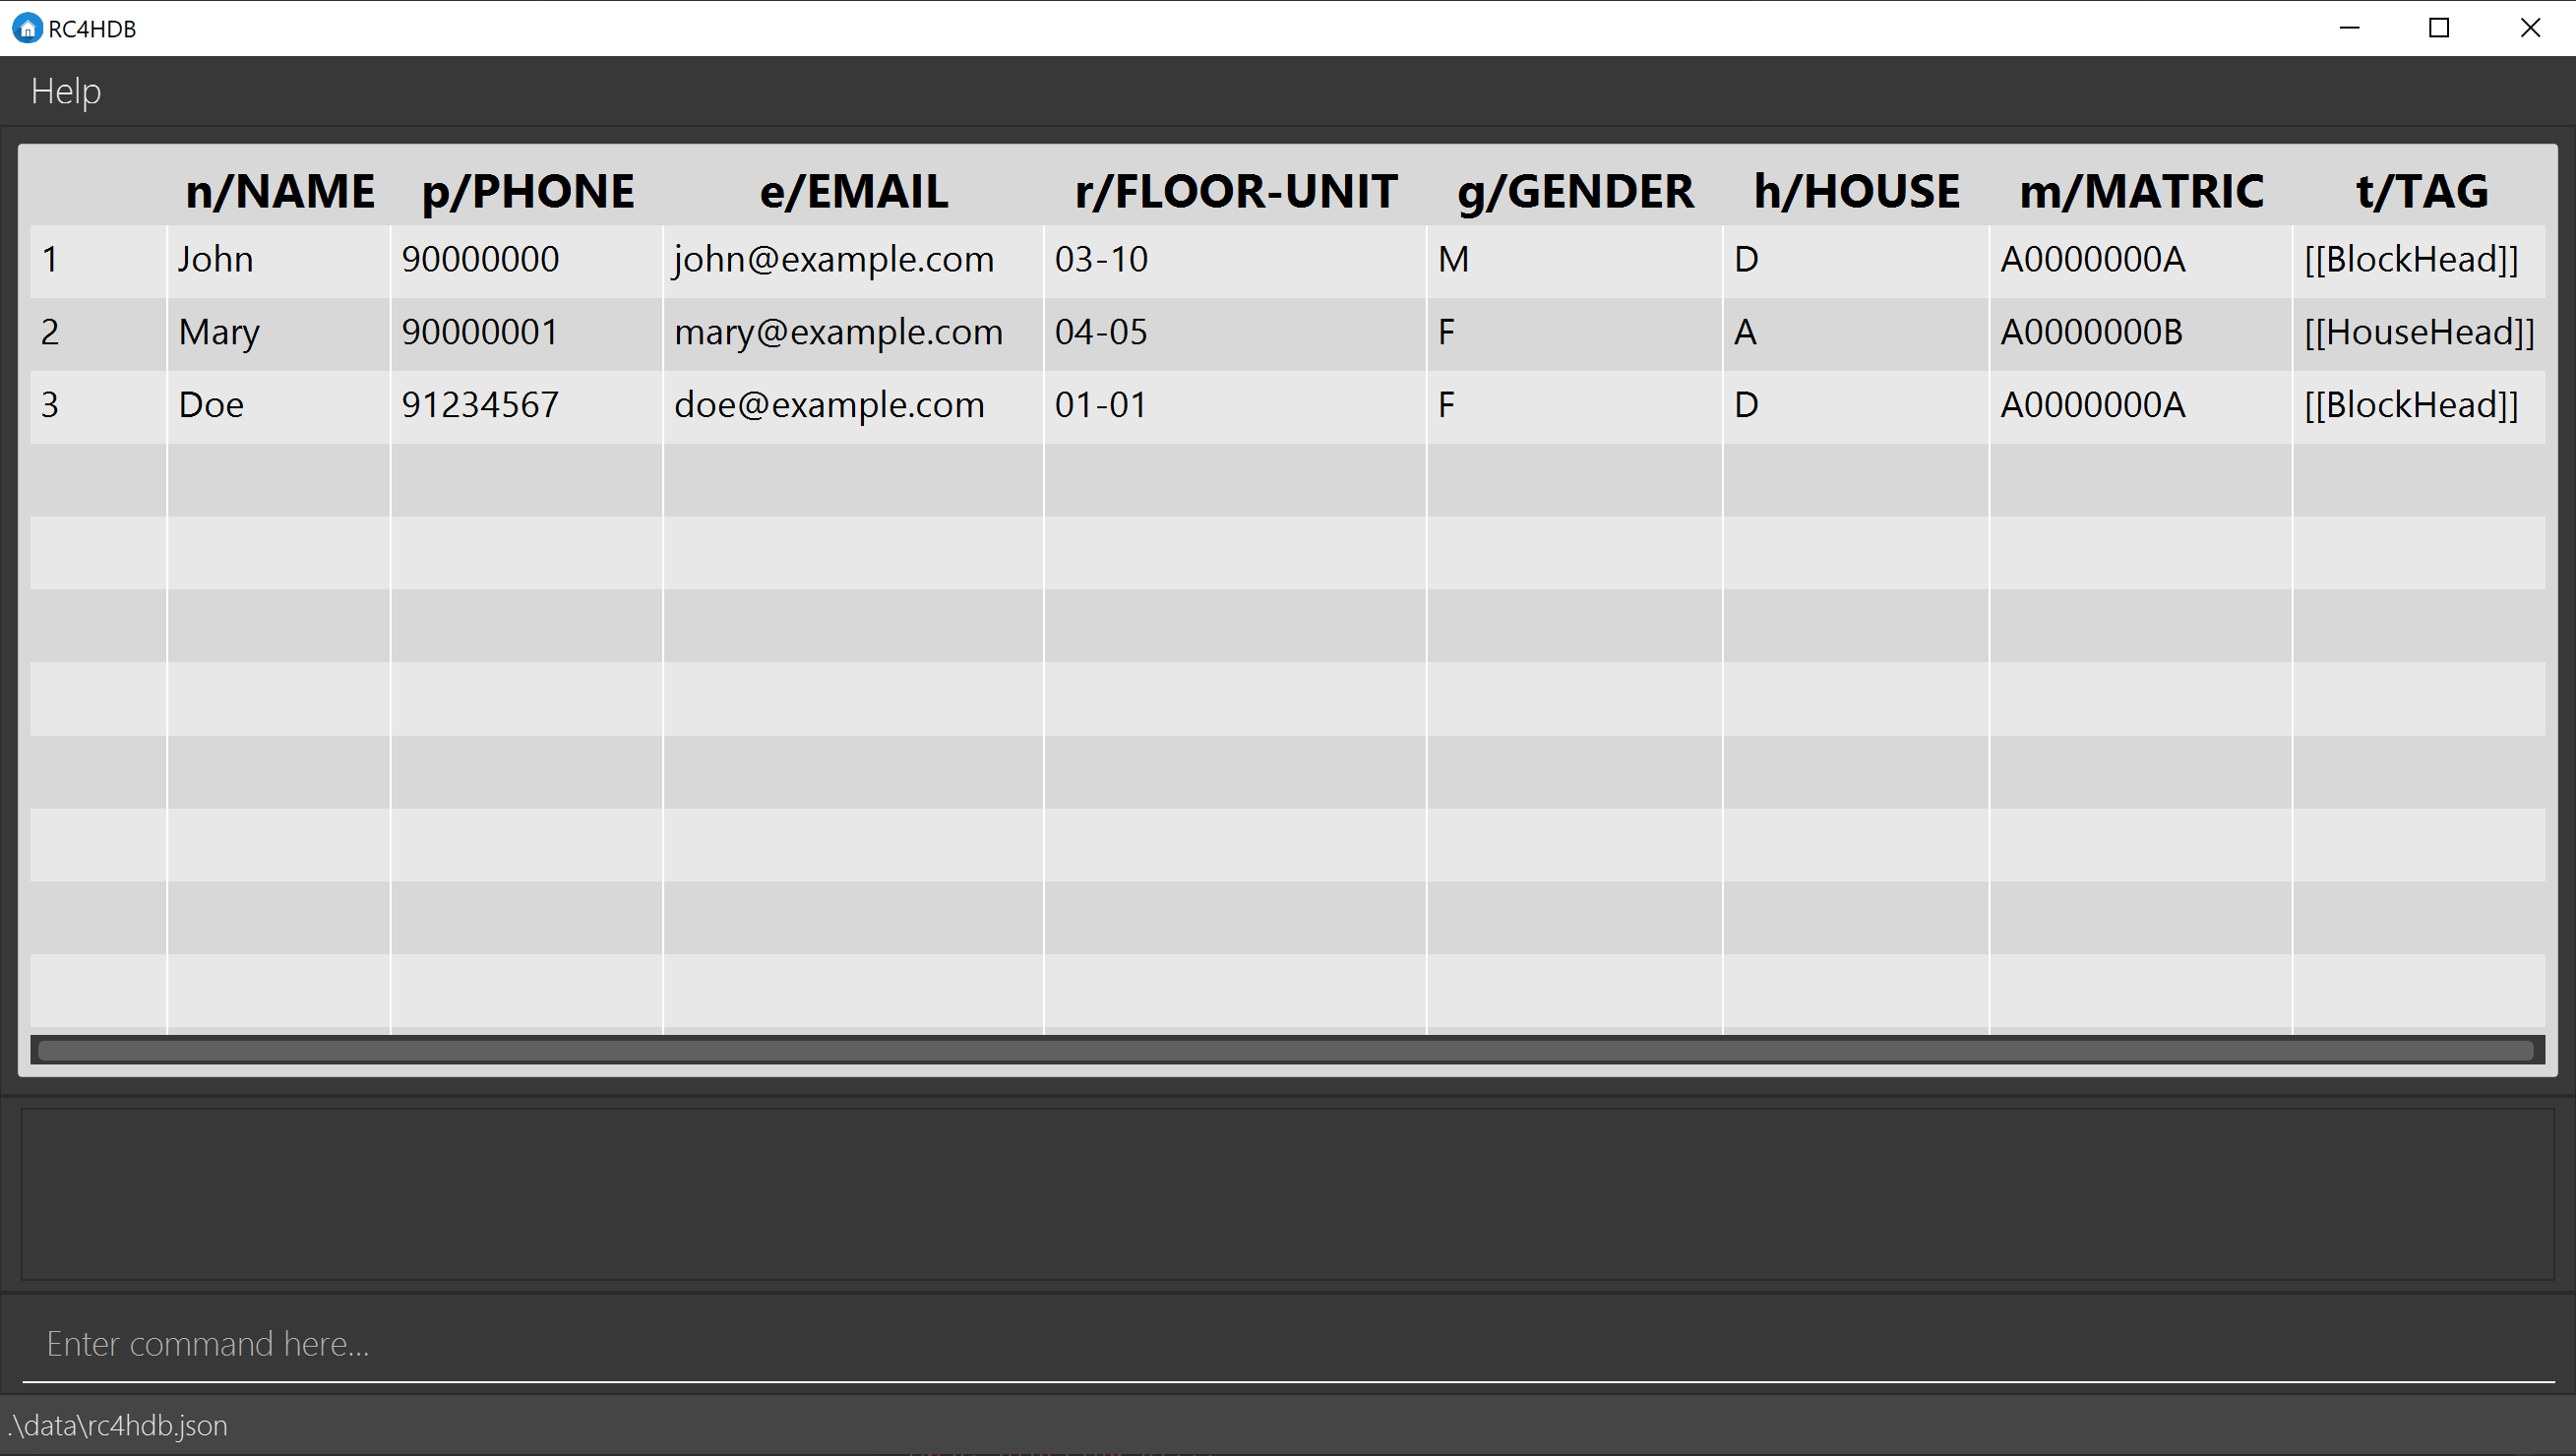 RC4HDB
Help
n/NAME p/PHONE e/EMAIL r/FLOOR-UNIT g/GENDER h/HOUSE m/MATRIC t/TAG
1 John 90000000 john@example.com 03-10 M D A0000000A [[BlockHead]]
2 Mary 90000001 mary@example.com 04-05 F A A0000000B [[HouseHead]]
3 Doe 91234567 doe@example.com 01-01 F D A0000000A [[BlockHead]]
Enter command here...
.\data\rc4hdb.json